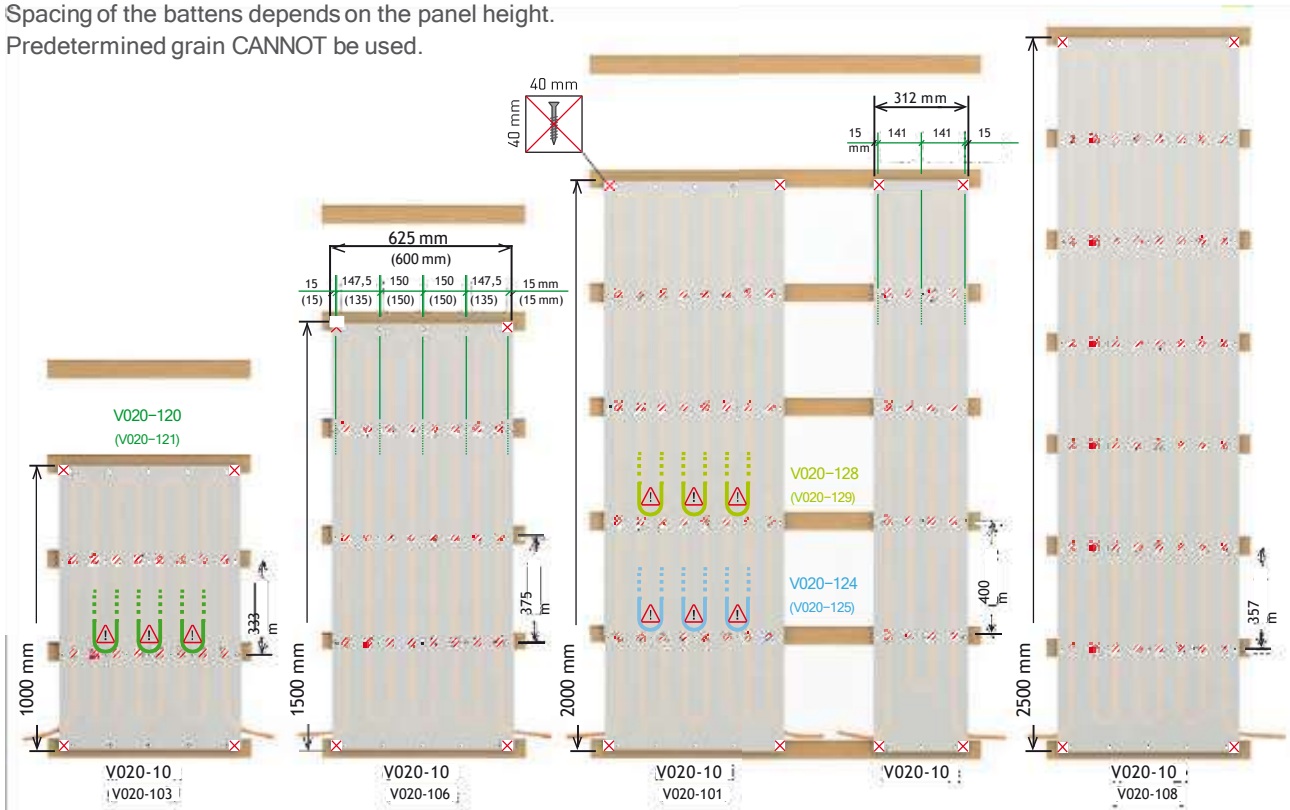 Spacing of the battens depends on the panel height.
Predetermined grain CANNOT be used.
40 mm
40 mm
312 mm
15 mm 141 141 15
625 mm
(600 mm)
15 147,5 150 150 147,5 15 mm
(15) (135) (150) (150) (135) (15 mm)
V020-120
(V020-121)
V020-128
(V020-129)
V020-124
(V020-125)
333
m
375
m
400
m
357
m
1000 mm
1500 mm
2000 mm
2500 mm
V020-10
V020-103
V020-10
V020-106
V020-10
V020-101
V020-10
V020-10
V020-108